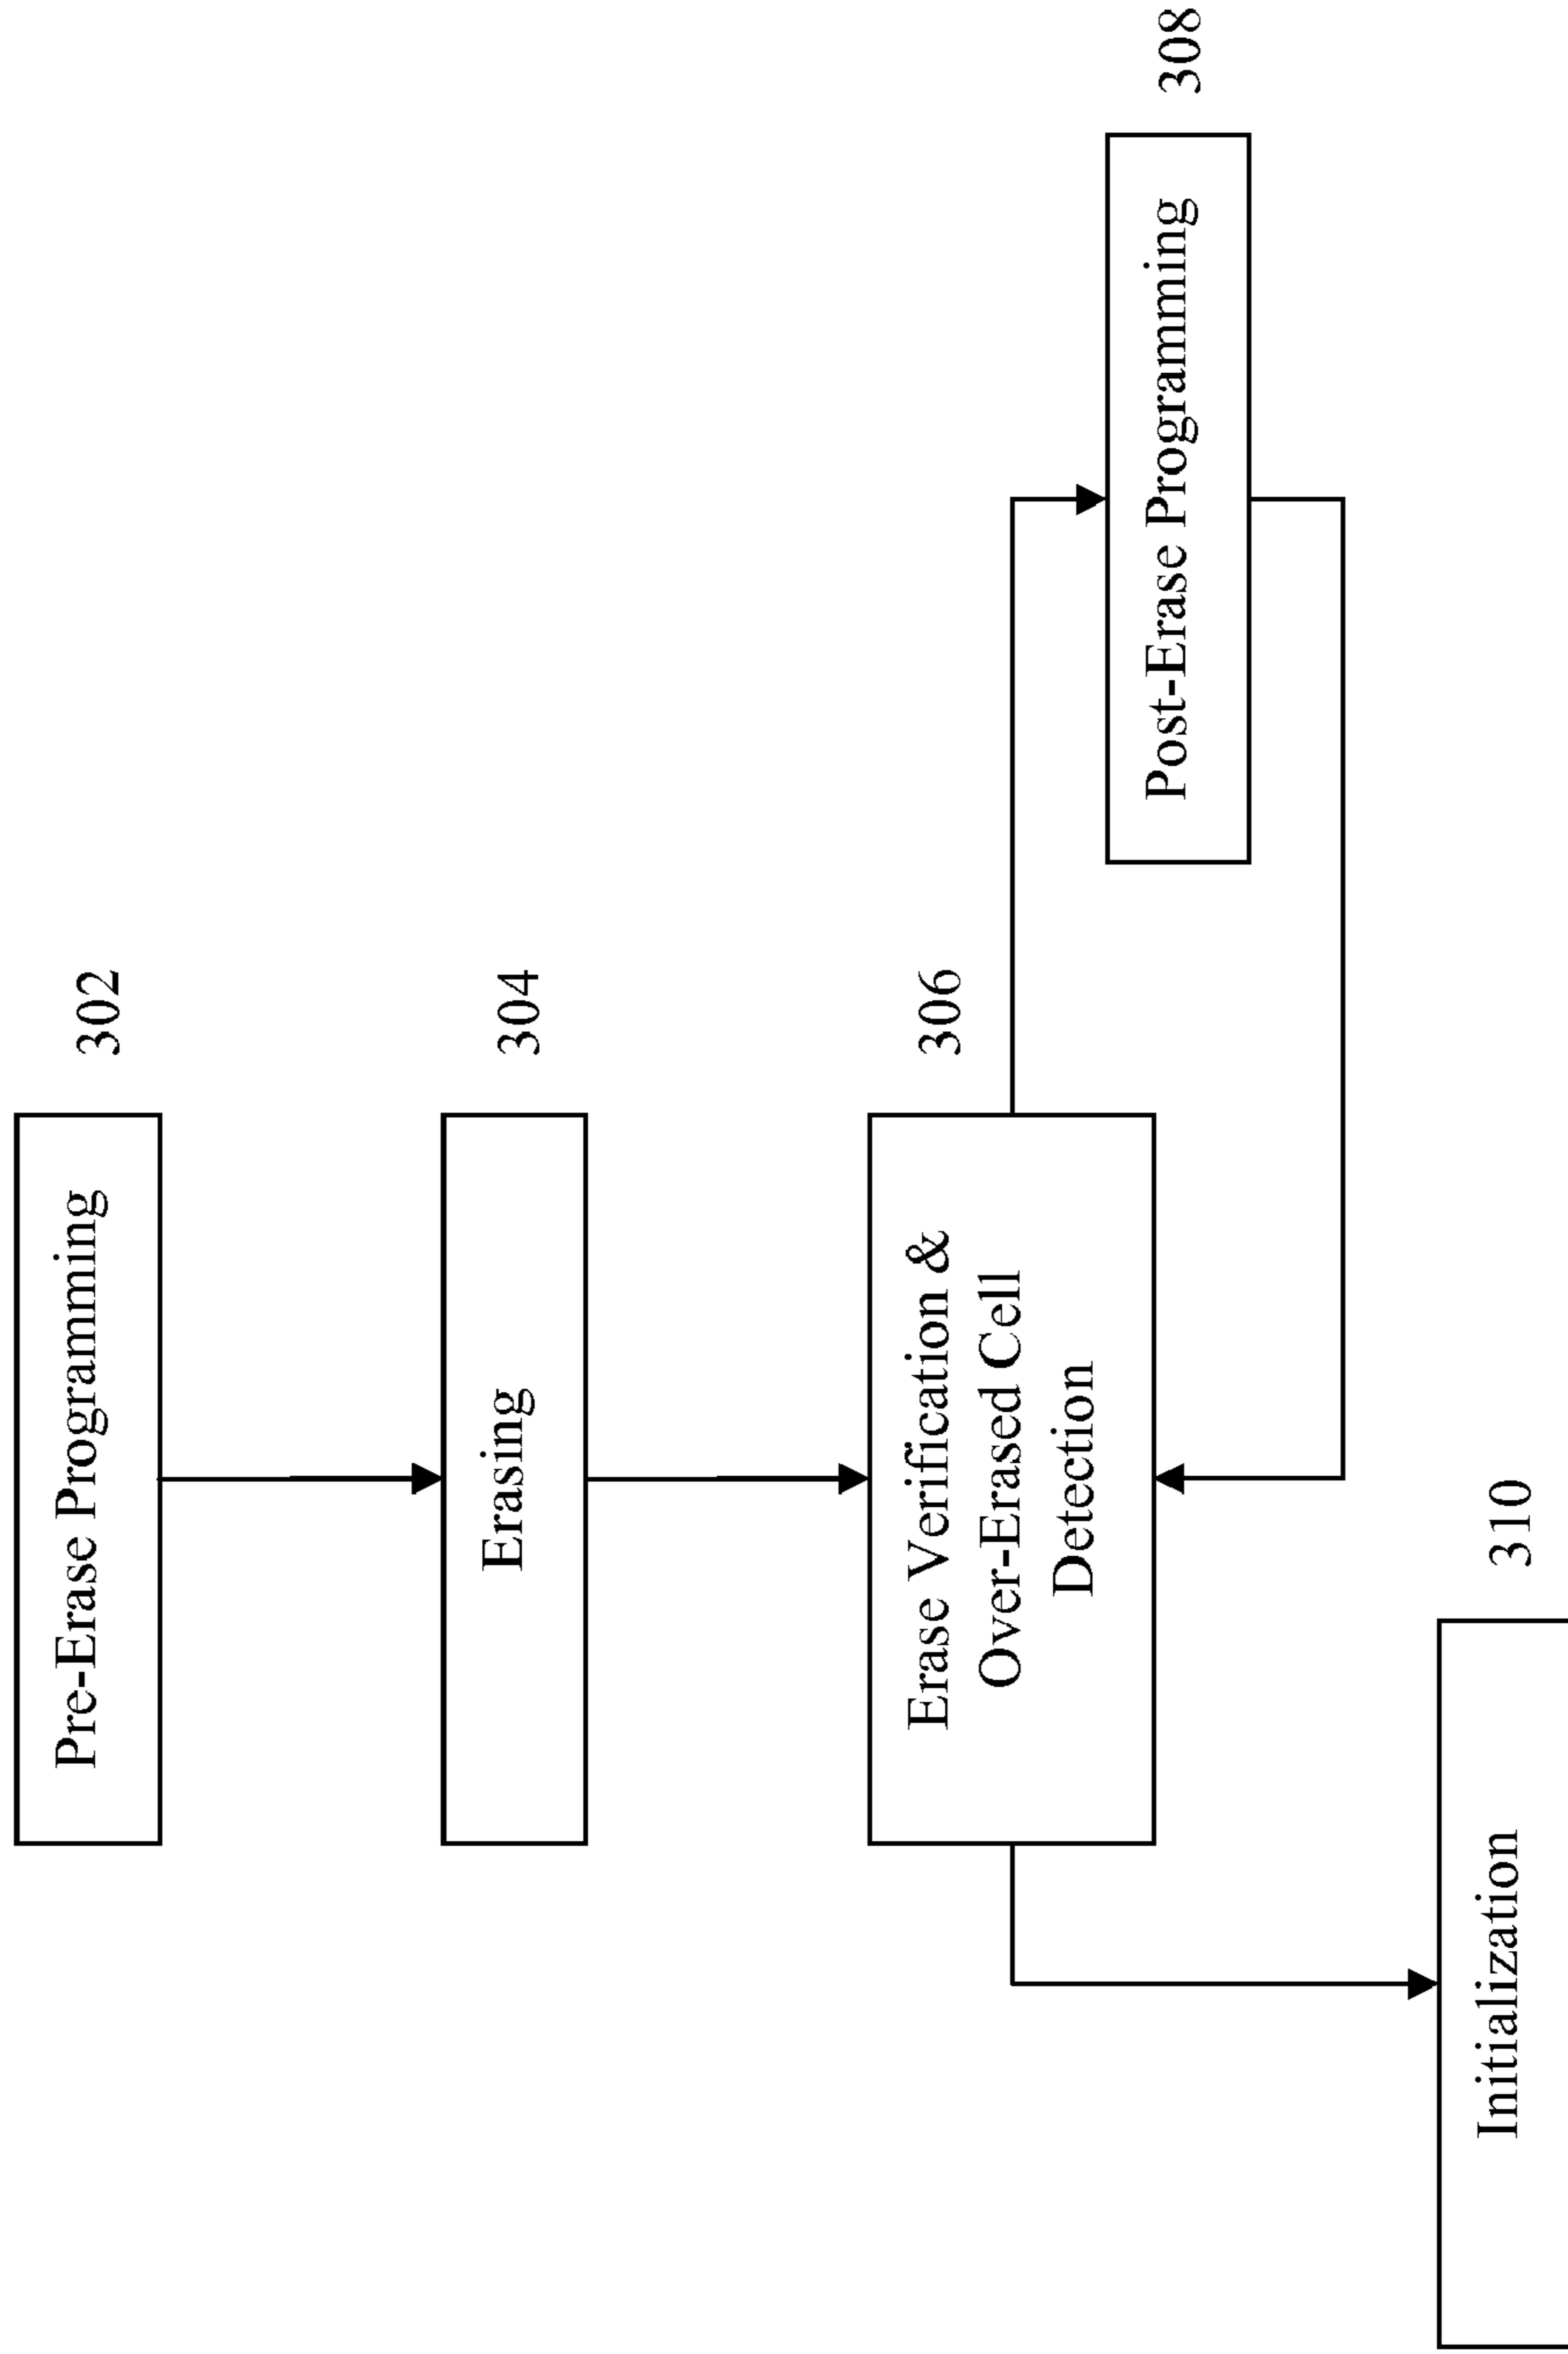 Pre-Erase Programming
302
Erasing
304
Erase Verification &
Over-Erased Cell
Detection
306
Post-Erase Programming
308
Initialization
310